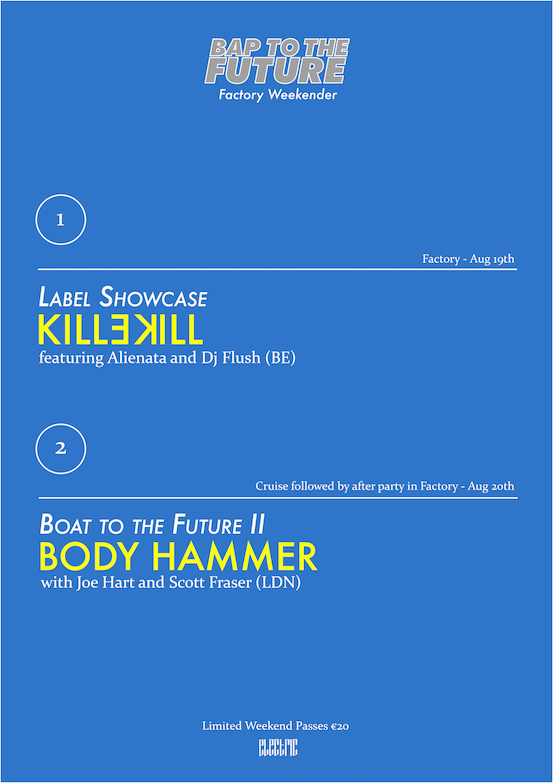 BAP TO THE
FUTURE
Factory Weekender
1
Factory - Aug 19th
Label Showcase
KILLEKILL
featuring Alienata and Dj Flush (BE)
2
Cruise followed by after party in Factory - Aug 20th
Boat to the Future II
BODY HAMMER
with Joe Hart and Scott Fraser (LDN)
Limited Weekend Passes €20
electric